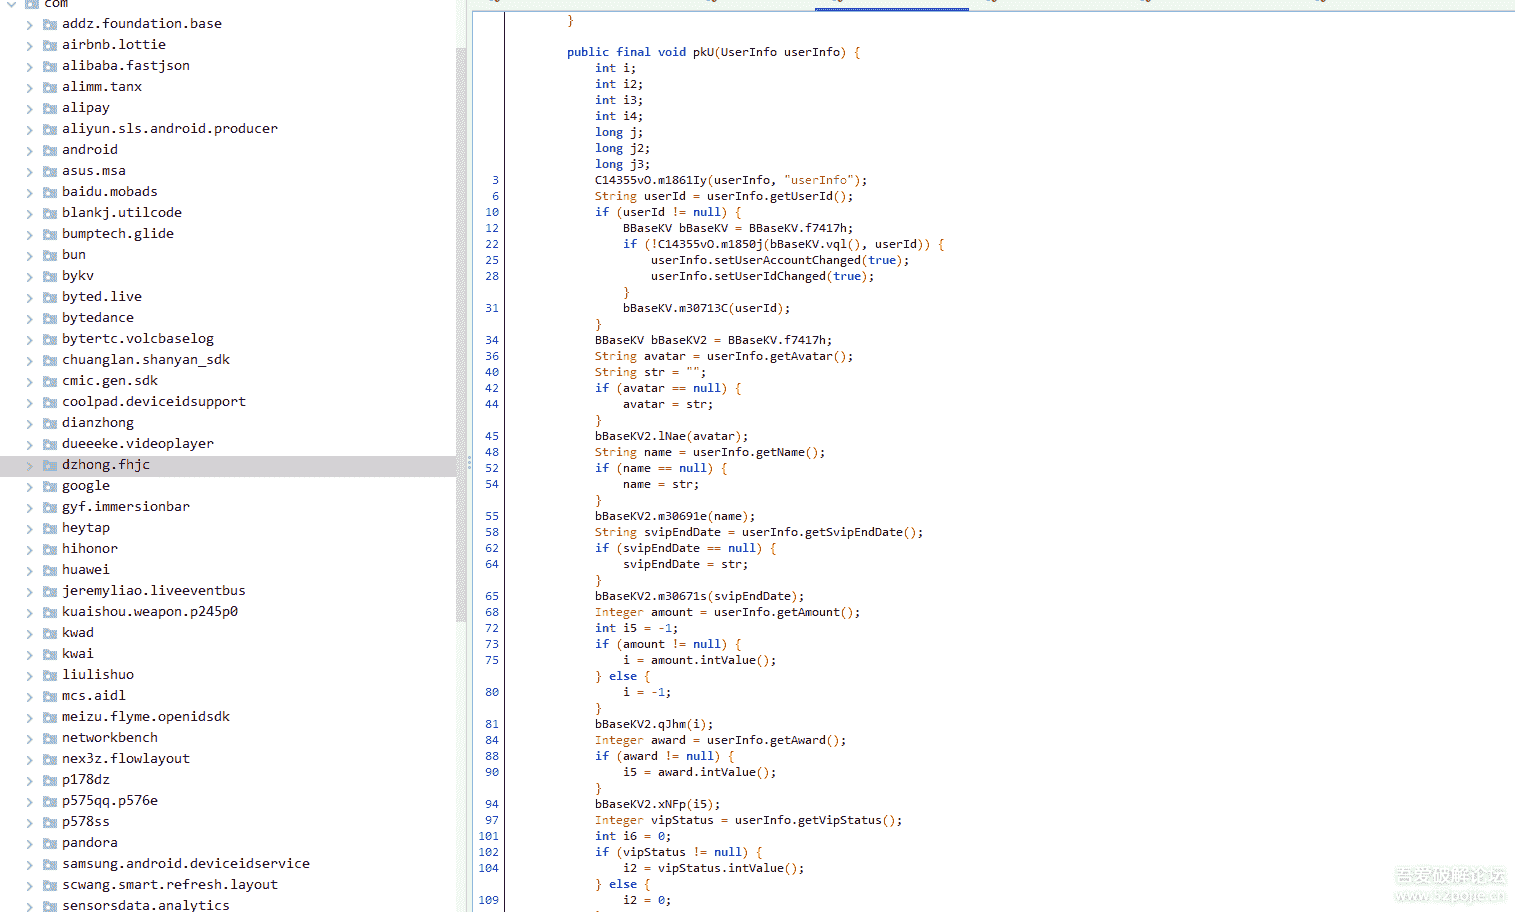 com
addz.foundation.base
airbnb.lottie
alibaba.fastjson
alimm.tanx
alipay
aliyun.sls.android.producer
android
asus.msa
baidu.mobads
blankj.utilcode
bumptech.glide
bun
bykv
byted.live
bytedance
bytertc.volcbaselog
chuanglan.shanyan_sdk
cmic.gen.sdk
coolpad.deviceidsupport
dianzhong
dueeeke.videoplayer
dzhong.fhjc
google
gyf.immersionbar
heytap
hihonor
huawei
jeremyliao.liveeventbus
kuaishou.weapon.p245p0
kwad
kwai
liulishuo
mcs.aidl
meizu.flyme.openidsdk
networkbench
nex3z.flowlayout
p178dz
p575qq.p576e
p578ss
pandora
samsung.android.deviceidservice
scwang.smart.refresh.layout
sensorsdata.analytics
}
public final void pkU(UserInfo userInfo) {
int i;
int i2;
int i3;
int i4;
long j;
long j2;
long j3;
3 C14355vO.m1861Iy(userInfo, "userInfo");
6 String userId = userInfo.getUserId();
10 if (userId != null) {
12 BBaseKV bBaseKV = BBaseKV.f7417h;
22 if (!C14355vO.m1850j(bBaseKV.vql(), userId)) {
25 userInfo.setUserAccountChanged(true);
28 userInfo.setUserIdChanged(true);
}
31 bBaseKV.m30713C(userId);
}
34 BBaseKV bBaseKV2 = BBaseKV.f7417h;
36 String avatar = userInfo.getAvatar();
40 String str = "";
42 if (avatar == null) {
44 avatar = str;
}
45 bBaseKV2.lNae(avatar);
48 String name = userInfo.getName();
52 if (name == null) {
54 name = str;
}
55 bBaseKV2.m30691e(name);
58 String svipEndDate = userInfo.getSvipEndDate();
62 if (svipEndDate == null) {
64 svipEndDate = str;
}
65 bBaseKV2.m30671s(svipEndDate);
68 Integer amount = userInfo.getAmount();
72 int i5 = -1;
73 if (amount != null) {
75 i = amount.intValue();
} else {
80 i = -1;
}
81 bBaseKV2.qJhm(i);
84 Integer award = userInfo.getAward();
88 if (award != null) {
90 i5 = award.intValue();
}
94 bBaseKV2.xNFp(i5);
97 Integer vipStatus = userInfo.getVipStatus();
101 int i6 = 0;
102 if (vipStatus != null) {
104 i2 = vipStatus.intValue();
} else {
109 i2 = 0;
吾爱破解论坛
www.52pojie.cn